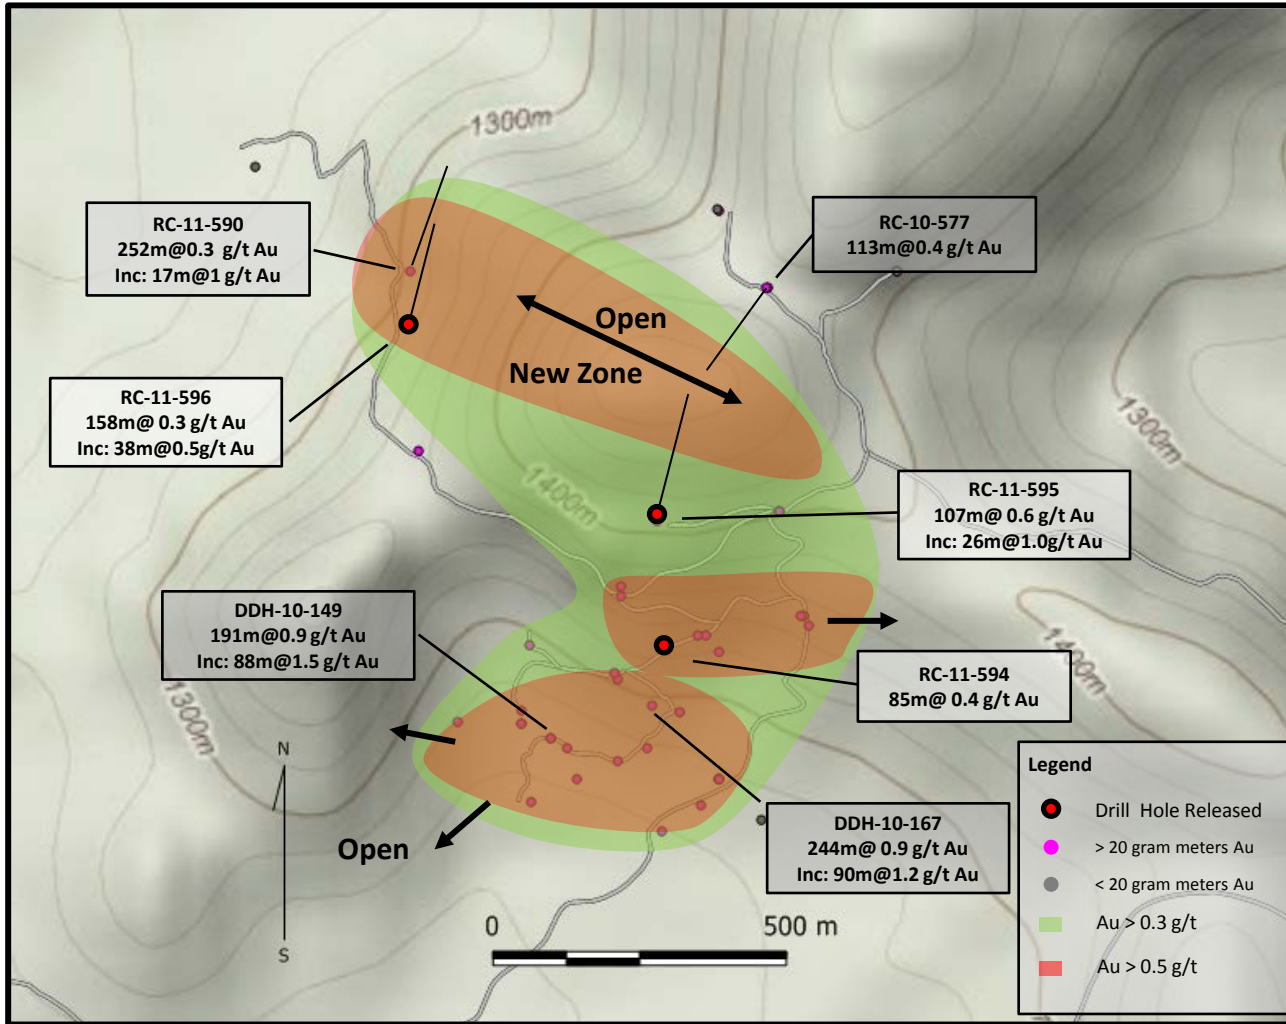 1300m
RC-11-590
252m@0.3 g/t Au
Inc: 17m@1 g/t Au
RC-10-577
113m@0.4 g/t Au
Open
New Zone
RC-11-596
158m@ 0.3 g/t Au
Inc: 38m@0.5g/t Au
1300m
1400m
RC-11-595
107m@ 0.6 g/t Au
Inc: 26m@1.0g/t Au
DDH-10-149
191m@0.9 g/t Au
Inc: 88m@1.5 g/t Au
1400m
RC-11-594
85m@ 0.4 g/t Au
1300m
N
S
Open
DDH-10-167
244m@ 0.9 g/t Au
Inc: 90m@1.2 g/t Au
0 500 m
Legend
Drill Hole Released
> 20 gram meters Au
< 20 gram meters Au
Au > 0.3 g/t
Au > 0.5 g/t